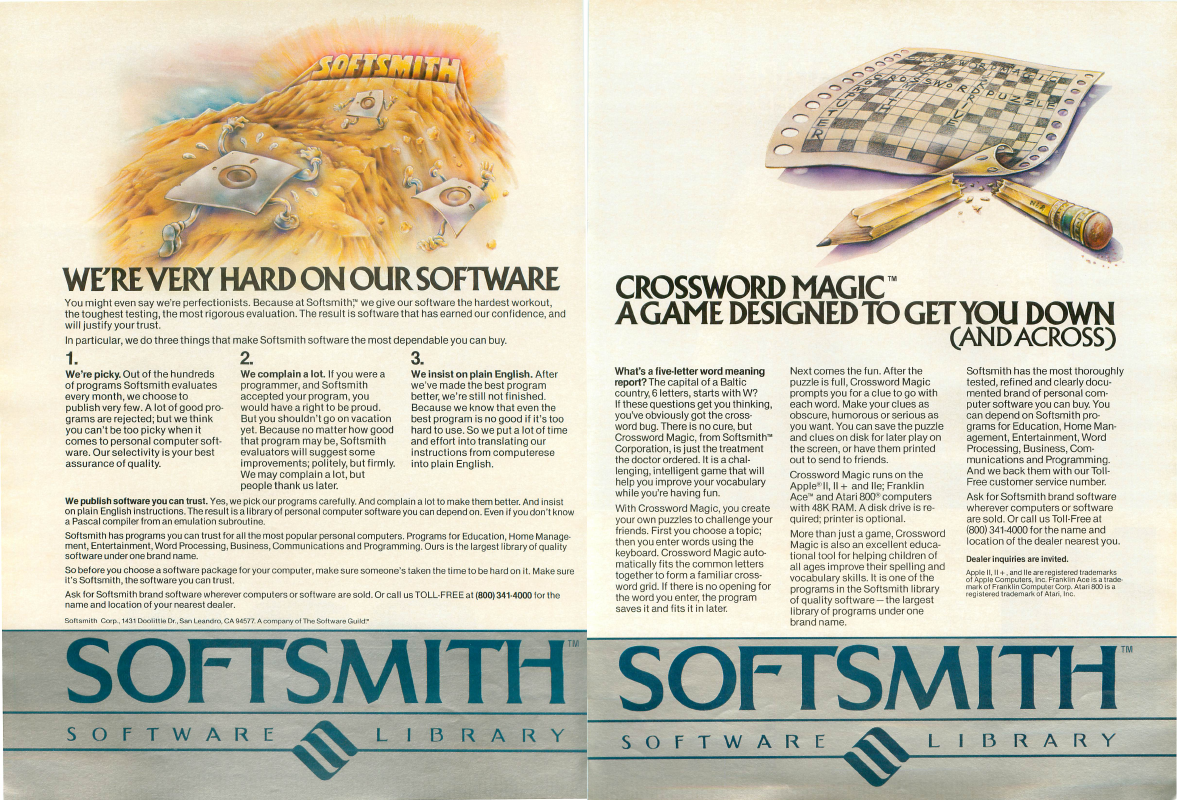 SOFTSMITH
WE'RE VERY HARD ON OUR SOFTWARE
You might even say we're perfectionists. Because at Softsmith,™ we give our software the hardest workout,
the toughest testing, the most rigorous evaluation. The result is software that has earned our confidence, and
will justify your trust.
In particular, we do three things that make Softsmith software the most dependable you can buy.
1.
We're picky. Out of the hundreds
of programs Softsmith evaluates
every month, we choose to
publish very few. A lot of good pro-
grams are rejected; but we think
you can't be too picky when it
comes to personal computer soft-
ware. Our selectivity is your best
assurance of quality.
2.
We complain a lot. If you were a
programmer, and Softsmith
accepted your program, you
would have a right to be proud.
But you shouldn't go on vacation
yet. Because no matter how good
that program may be, Softsmith
evaluators will suggest some
improvements; politely, but firmly.
We may complain a lot, but
people thank us later.
3.
We insist on plain English. After
we've made the best program
better, we're still not finished.
Because we know that even the
best program is no good if it's too
hard to use. So we put a lot of time
and effort into translating our
instructions from computerese
into plain English.
We publish software you can trust. Yes, we pick our programs carefully. And complain a lot to make them better. And insist
on plain English instructions. The result is a library of personal computer software you can depend on. Even if you don't know
a Pascal compiler from an emulation subroutine.
Softsmith has programs you can trust for all the most popular personal computers. Programs for Education, Home Manage-
ment, Entertainment, Word Processing, Business, Communications and Programming. Ours is the largest library of quality
software under one brand name.
So before you choose a software package for your computer, make sure someone's taken the time to be hard on it. Make sure
it's Softsmith, the software you can trust.
Ask for Softsmith brand software wherever computers or software are sold. Or call us TOLL-FREE at (800) 341-4000 for the
name and location of your nearest dealer.
Softsmith Corp., 1431 Doolittle Dr., San Leandro, CA 94577. A company of The Software Guild.™
SOFTSMITH™
SOFTWARE LIBRARY
CROSSWORD MAGIC™
A GAME DESIGNED TO GET YOU DOWN
(AND ACROSS)
What's a five-letter word meaning
report? The capital of a Baltic
country, 6 letters, starts with W?
If these questions get you thinking,
you've obviously got the cross-
word bug. There is no cure, but
Crossword Magic, from Softsmith™
Corporation, is just the treatment
the doctor ordered. It is a chal-
lenging, intelligent game that will
help you improve your vocabulary
while you're having fun.
With Crossword Magic, you create
your own puzzles to challenge your
friends. First you choose a topic;
then you enter words using the
keyboard. Crossword Magic auto-
matically fits the common letters
together to form a familiar cross-
word grid. If there is no opening for
the word you enter, the program
saves it and fits it in later.
Next comes the fun. After the
puzzle is full, Crossword Magic
prompts you for a clue to go with
each word. Make your clues as
obscure, humorous or serious as
you want. You can save the puzzle
and clues on disk for later play on
the screen, or have them printed
out to send to friends.
Crossword Magic runs on the
Apple® II, II + and IIe; Franklin
Ace™ and Atari 800® computers
with 48K RAM. A disk drive is re-
quired; printer is optional.
More than just a game, Crossword
Magic is also an excellent educa-
tional tool for helping children of
all ages improve their spelling and
vocabulary skills. It is one of the
programs in the Softsmith library
of quality software — the largest
library of programs under one
brand name.
Softsmith has the most thoroughly
tested, refined and clearly docu-
mented brand of personal com-
puter software you can buy. You
can depend on Softsmith pro-
grams for Education, Home Man-
agement, Entertainment, Word
Processing, Business, Com-
munications and Programming.
And we back them with our Toll-
Free customer service number.
Ask for Softsmith brand software
wherever computers or software
are sold. Or call us Toll-Free at
(800) 341-4000 for the name and
location of the dealer nearest you.
Dealer inquiries are invited.
Apple II, II + , and IIe are registered trademarks
of Apple Computers, Inc. Franklin Ace is a trade-
mark of Franklin Computer Corp. Atari 800 is a
registered trademark of Atari, Inc.
SOFTSMITH™
SOFTWARE LIBRARY